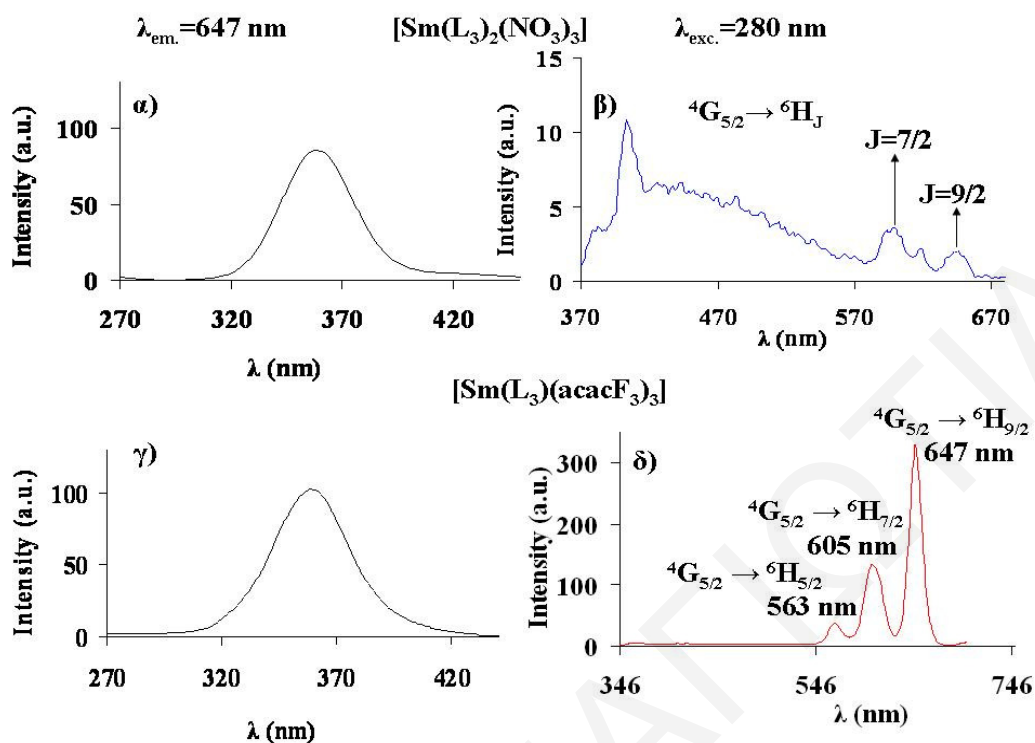 λem.=647 nm [Sm(L3)2(NO3)3] λexc.=280 nm
α)
Intensity (a.u.)
100
50
0
270 320 370 420
λ (nm)
β)
Intensity (a.u.)
15
10
5
0
⁴G5/2 → ⁶HJ
J=7/2
J=9/2
370 470 570 670
λ (nm)
[Sm(L3)(acacF3)3]
γ)
Intensity (a.u.)
100
50
0
270 320 370 420
λ (nm)
δ)
Intensity (a.u.)
300
200
100
0
⁴G5/2 → ⁶H9/2
647 nm
⁴G5/2 → ⁶H7/2
605 nm
⁴G5/2 → ⁶H5/2
563 nm
346 546 746
λ (nm)